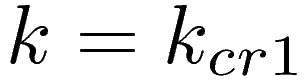 k = k_{cr1}